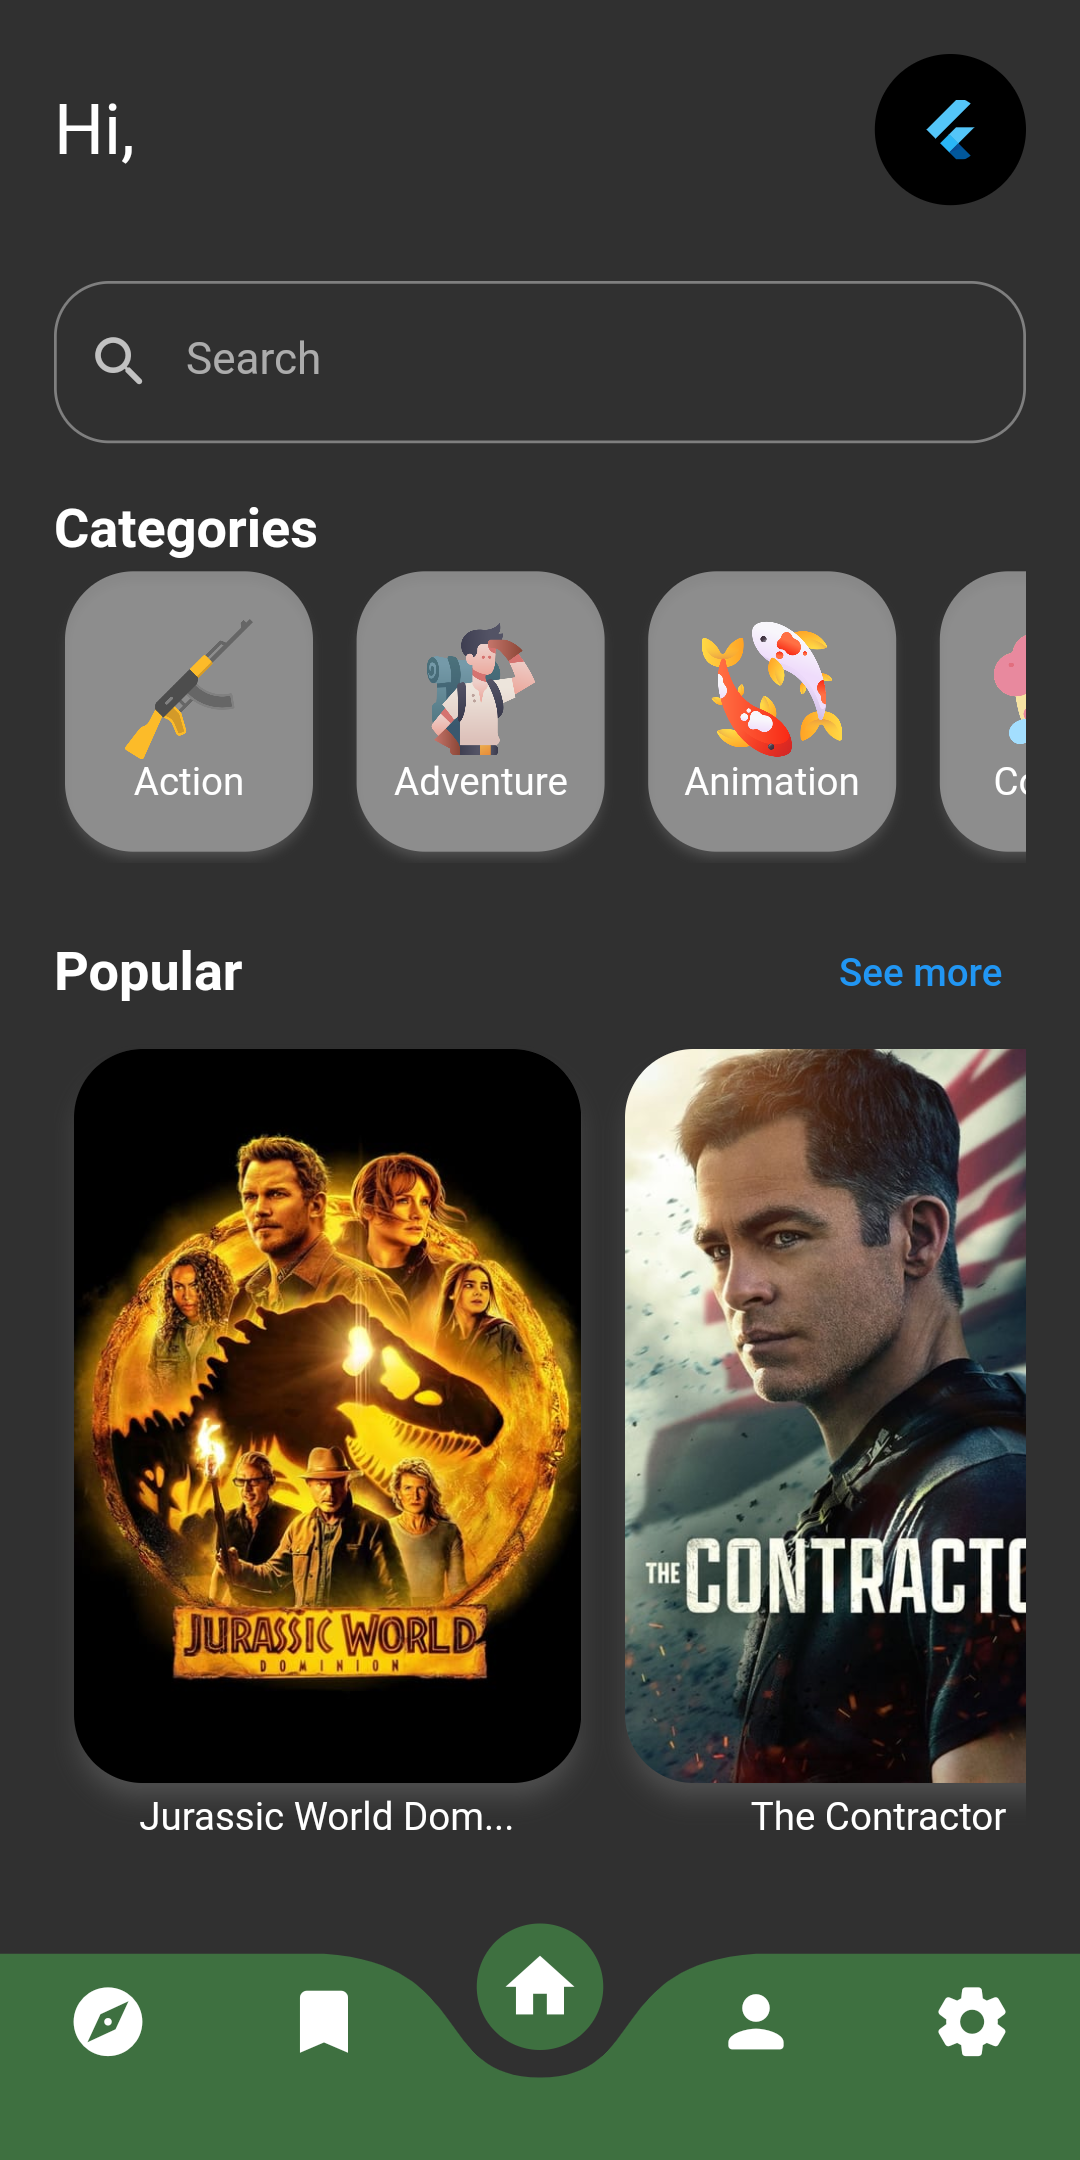 Hi,
Search
Categories
Action
Adventure
Animation
Co
Popular
See more
JURASSIC WORLD
DOMINION
THE CONTRACTO
Jurassic World Dom...
The Contractor